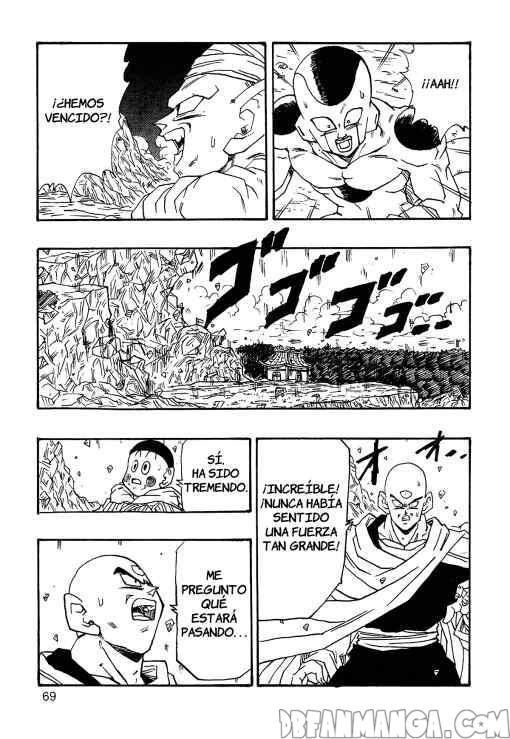 ¡¿HEMOS
VENCIDO?!
¡¡AAH!!
ゴゴゴゴ...
SÍ,
HA SIDO
TREMENDO.
¡INCREÍBLE!
¡NUNCA HABÍA
SENTIDO
UNA FUERZA
TAN GRANDE!
オオ...
ME
PREGUNTO
QUÉ
ESTARÁ
PASANDO...
69
DBFANMANGA.COM